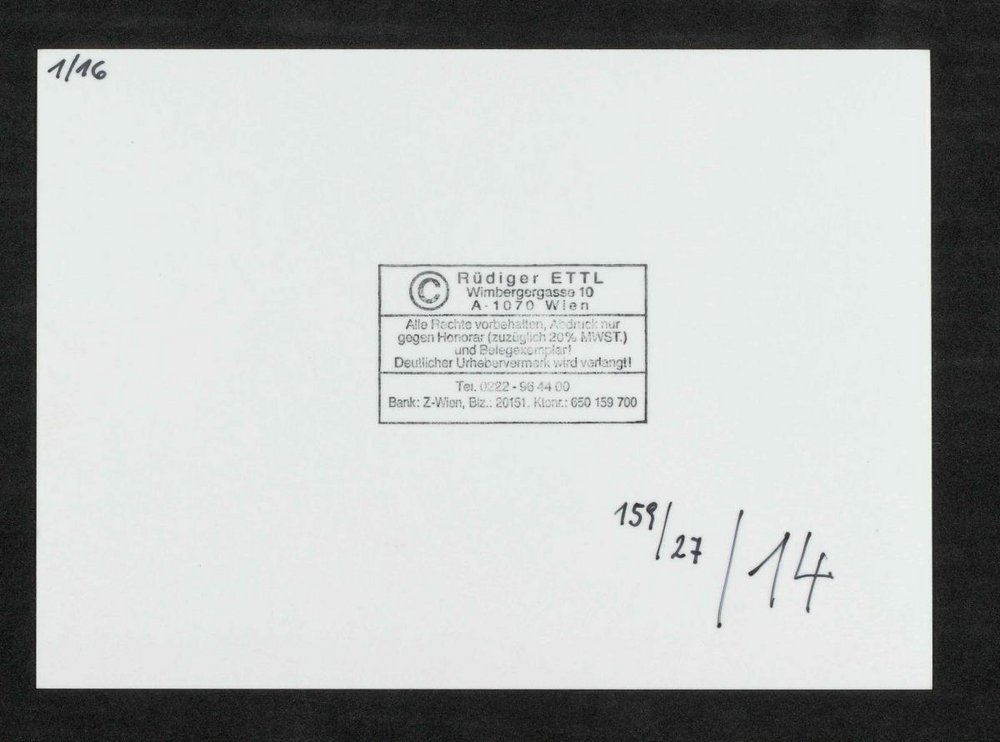 1/16
© Rüdiger ETTL
Wimbergergasse 10
A-1070 Wien
Alle Rechte vorbehalten, Abdruck nur
gegen Honorar (zuzüglich 20% MWST.)
und Belegexemplar!
Deutlicher Urhebervermerk wird verlangt!
Tel. 0222 - 96 44 00
Bank: Z-Wien, Blz.: 20151. Ktonr.: 650 159 700
159/27/14